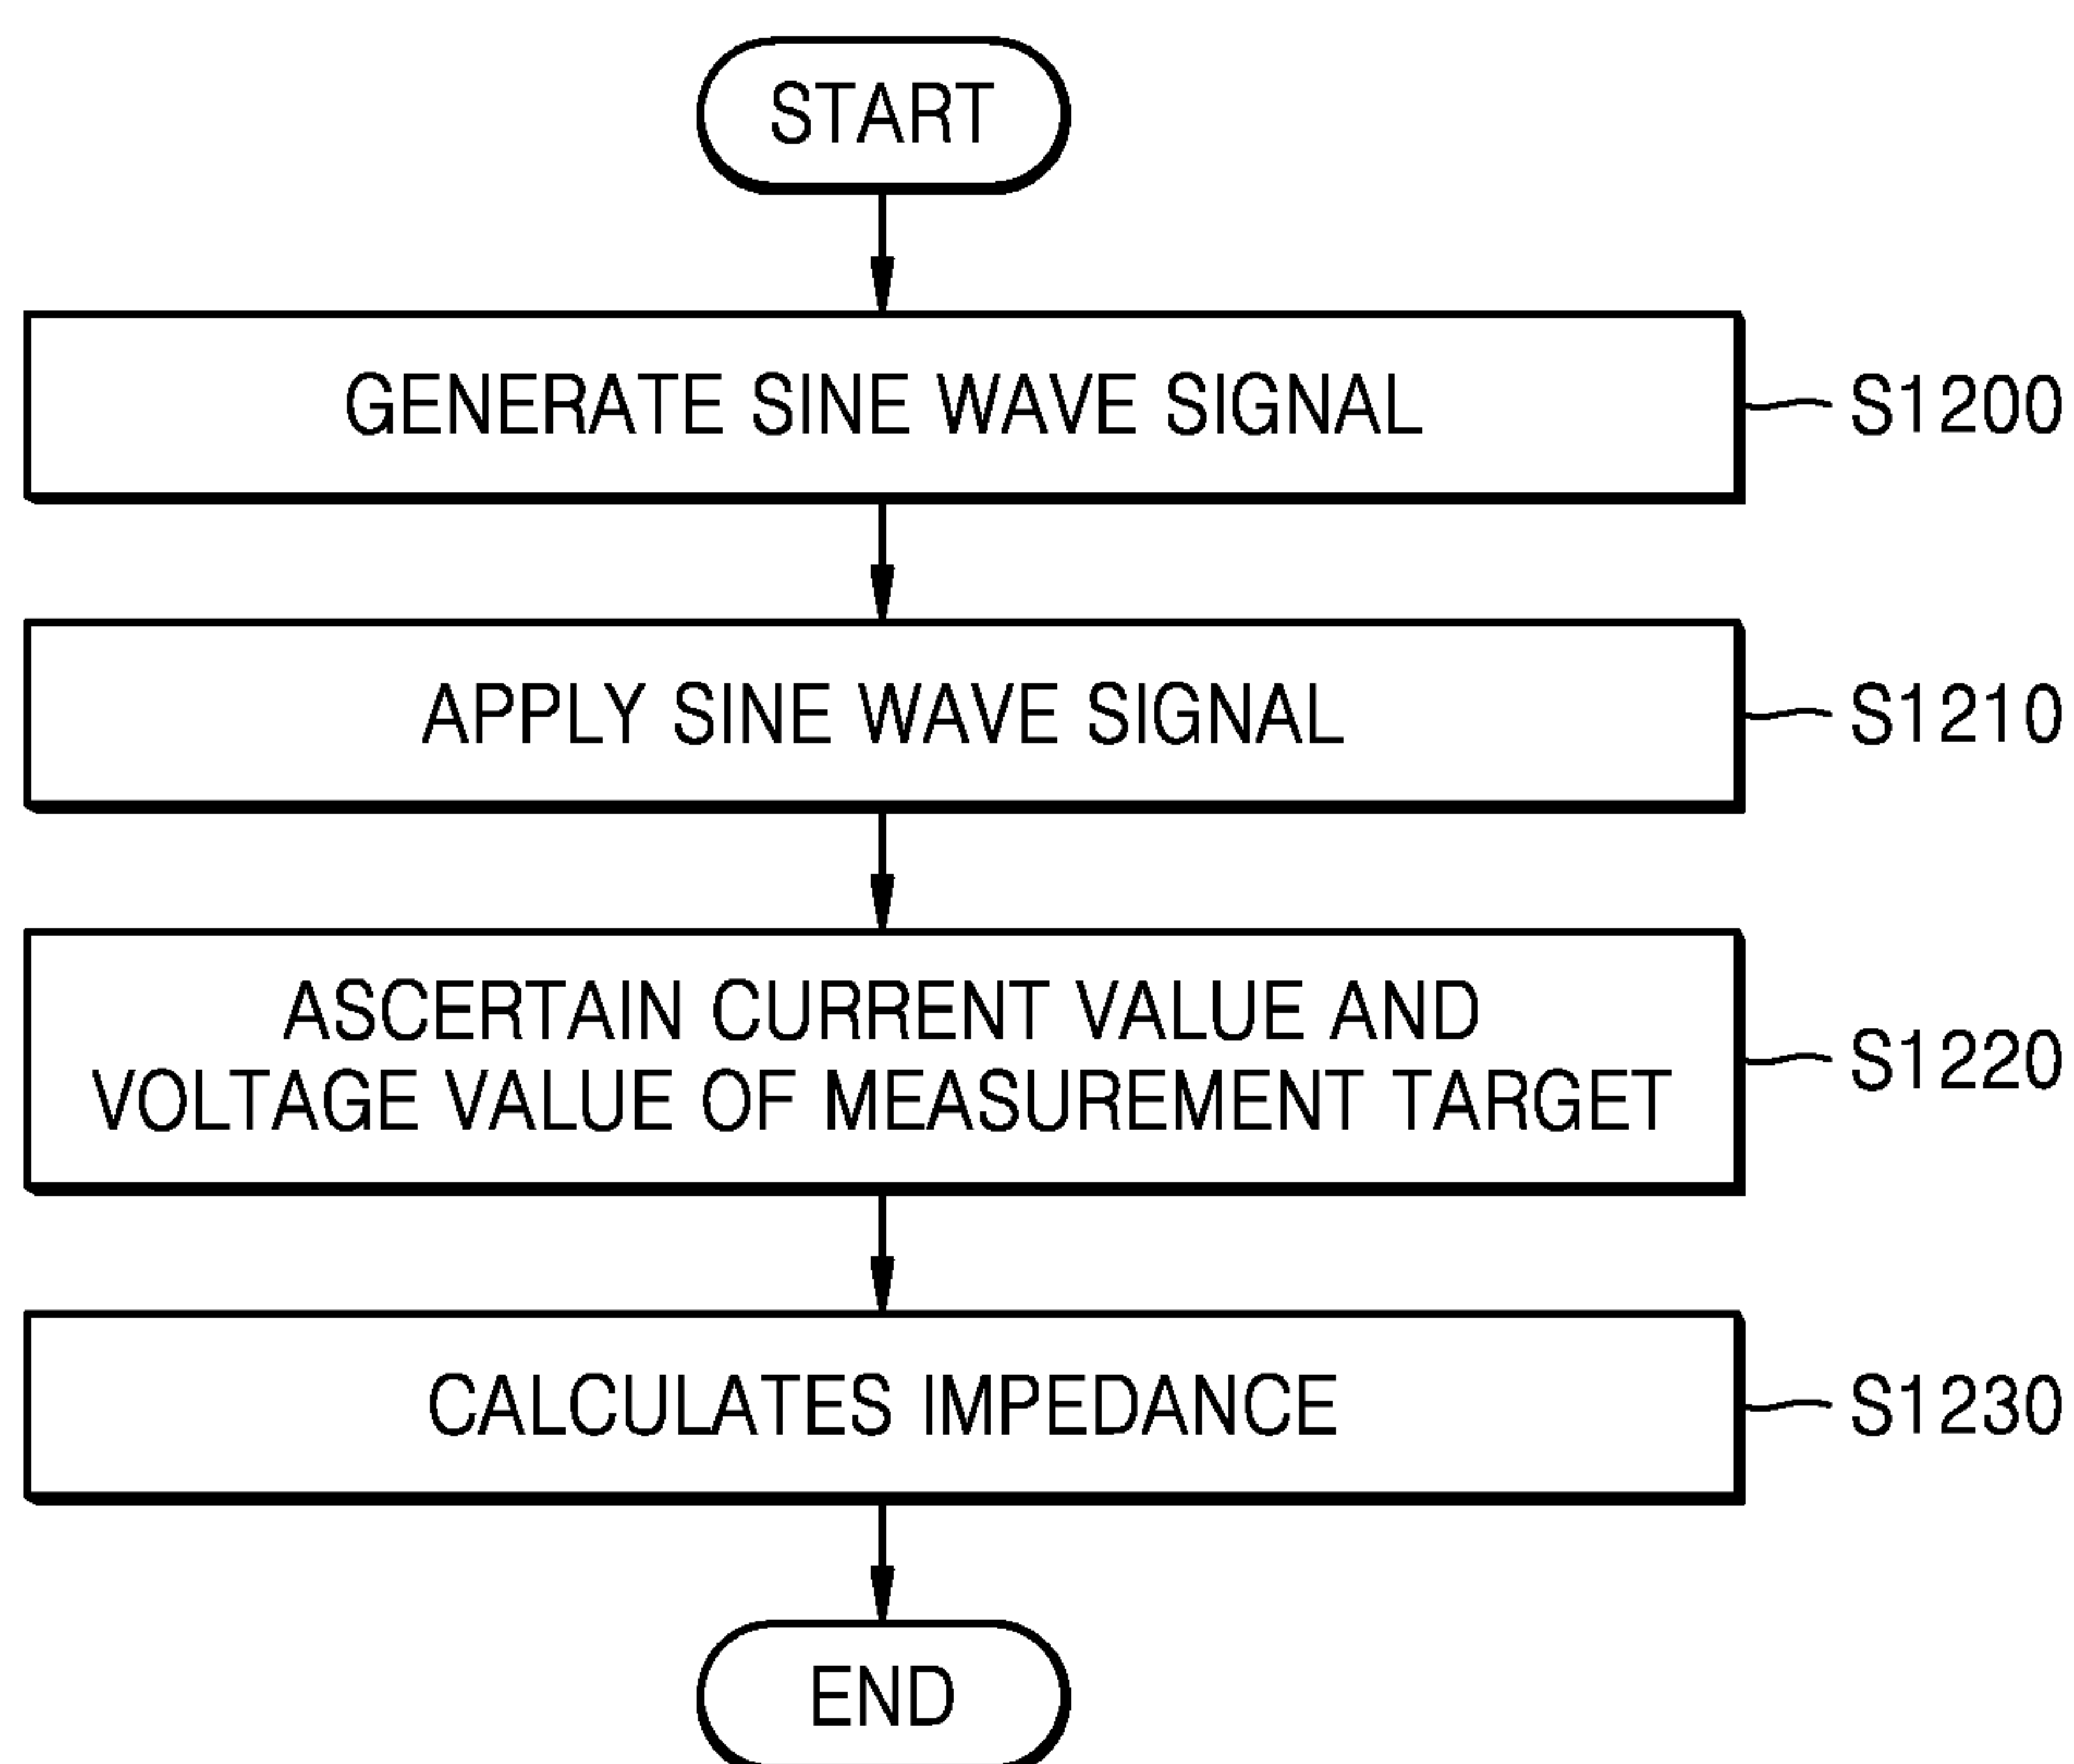 START
GENERATE SINE WAVE SIGNAL
S1200
APPLY SINE WAVE SIGNAL
S1210
ASCERTAIN CURRENT VALUE AND
VOLTAGE VALUE OF MEASUREMENT TARGET
S1220
CALCULATES IMPEDANCE
S1230
END